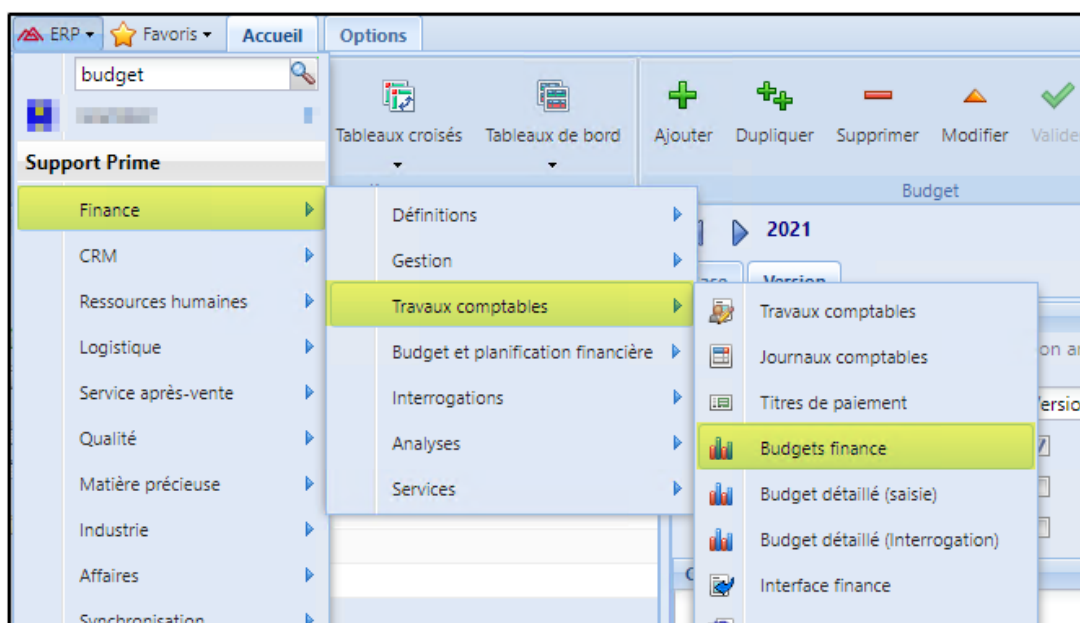 ERP
Favoris
Accueil
Options
budget
Tableaux croisés
Tableaux de bord
Ajouter
Dupliquer
Supprimer
Modifier
Valide
Budget
Support Prime
2021
Version
Finance
CRM
Ressources humaines
Logistique
Service après-vente
Qualité
Matière précieuse
Industrie
Affaires
Synchronisation
Définitions
Gestion
Travaux comptables
Budget et planification financière
Interrogations
Analyses
Services
Travaux comptables
Journaux comptables
Titres de paiement
Budgets finance
Budget détaillé (saisie)
Budget détaillé (Interrogation)
Interface finance